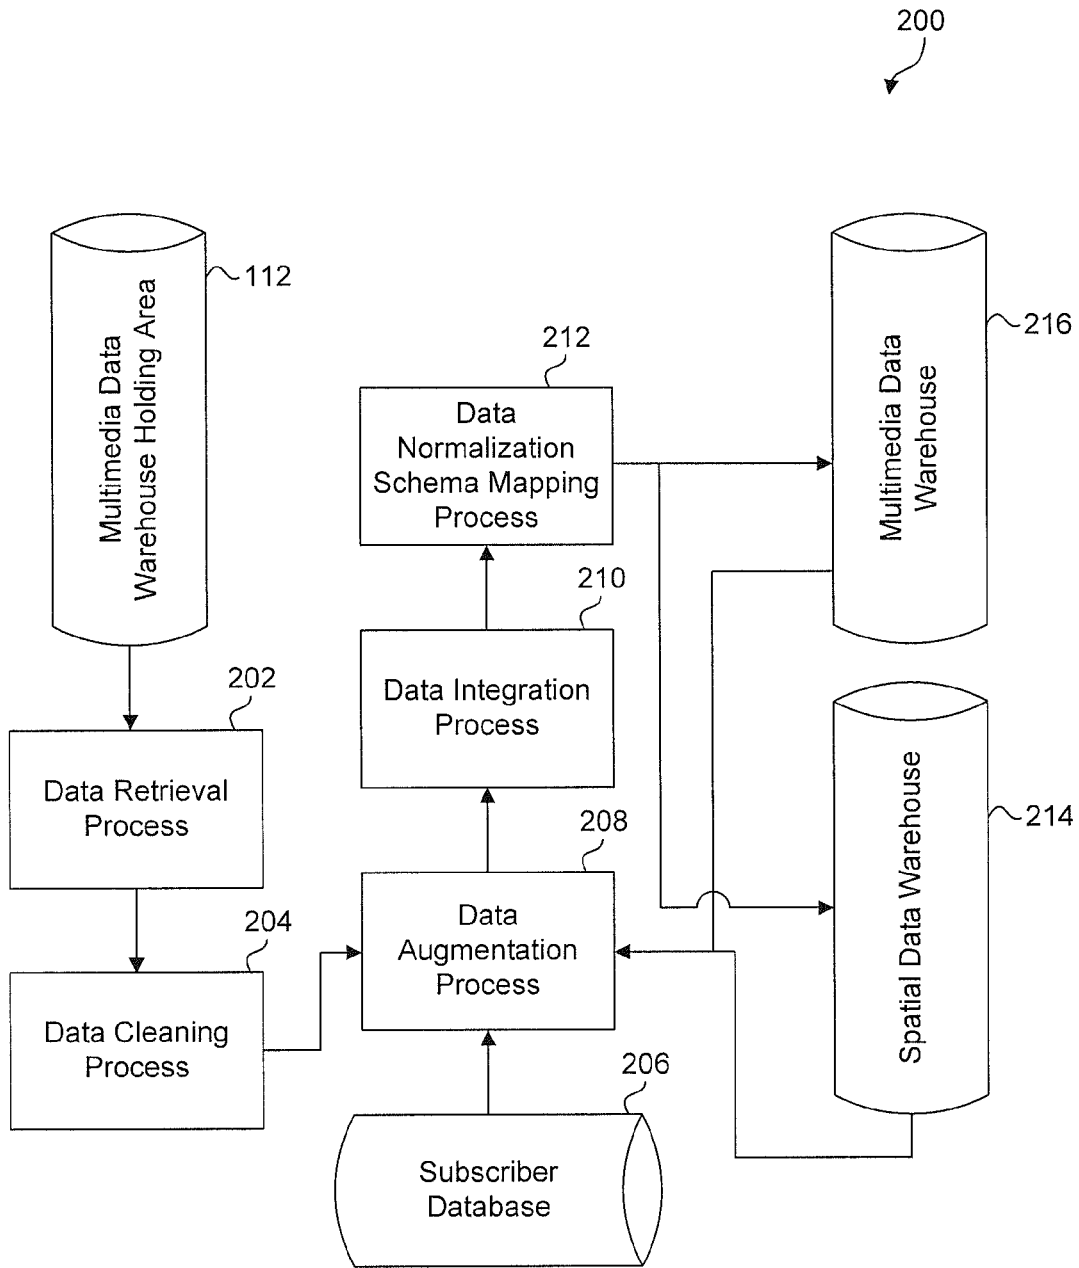 200
Multimedia Data
Warehouse Holding Area
112
Multimedia Data
Warehouse
216
212
Data
Normalization
Schema Mapping
Process
210
Data Integration
Process
202
Data Retrieval
Process
Spatial Data Warehouse
214
208
Data
Augmentation
Process
204
Data Cleaning
Process
206
Subscriber
Database